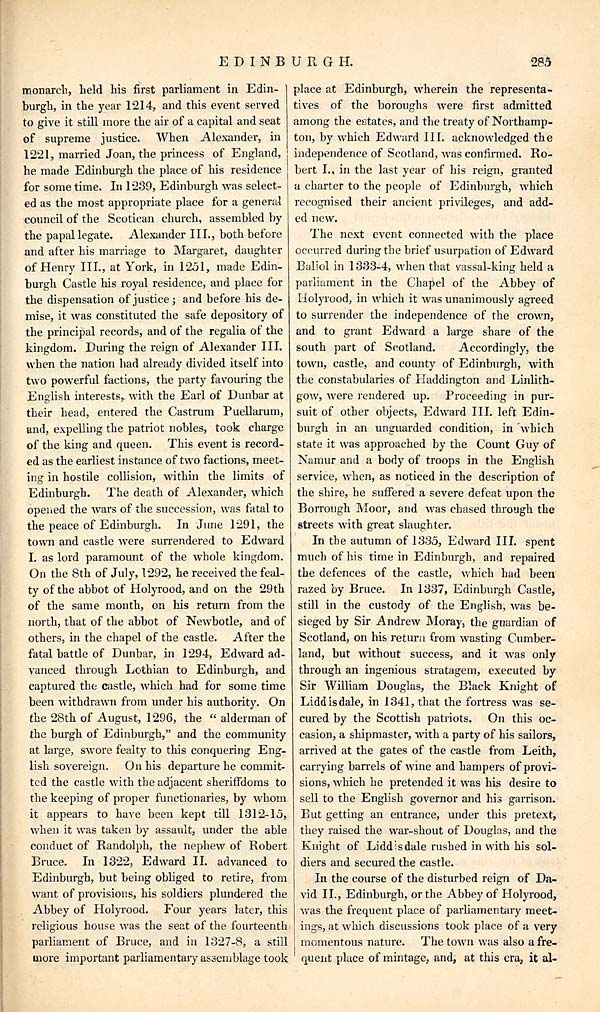 EDINBURGH.
285
monarch, held his first parliament in Edin-
burgh, in the year 1214, and this event served
to give it still more the air of a capital and seat
of supreme justice. When Alexander, in
1221, married Joan, the princess of England,
he made Edinburgh the place of his residence
for some time. In 1239, Edinburgh was select-
ed as the most appropriate place for a general
council of the Scotican church, assembled by
the papal legate. Alexander III., both before
and after his marriage to Margaret, daughter
of Henry III., at York, in 1251, made Edin-
burgh Castle his royal residence, and place for
the dispensation of justice; and before his de-
mise, it was constituted the safe depository of
the principal records, and of the regalia of the
kingdom. During the reign of Alexander III.
when the nation had already divided itself into
two powerful factions, the party favouring the
English interests, with the Earl of Dunbar at
their head, entered the Castrum Puellarum,
and, expelling the patriot nobles, took charge
of the king and queen. This event is record-
ed as the earliest instance of two factions, meet-
ing in hostile collision, within the limits of
Edinburgh. The death of Alexander, which
opened the wars of the succession, was fatal to
the peace of Edinburgh. In June 1291, the
town and castle were surrendered to Edward
I. as lord paramount of the whole kingdom.
On the 8th of July, 1292, he received the feal-
ty of the abbot of Holyrood, and on the 29th
of the same month, on his return from the
north, that of the abbot of Newbotle, and of
others, in the chapel of the castle. After the
fatal battle of Dunbar, in 1294, Edward ad-
vanced through Lothian to Edinburgh, and
captured the castle, which had for some time
been withdrawn from under his authority. On
the 28th of August, 1296, the “ alderman of
the burgh of Edinburgh,” and the community
at large, swore fealty to this conquering Eng-
lish sovereign. On his departure he commit-
ted the castle with the adjacent sheriffdoms to
the keeping of proper functionaries, by whom
it appears to have been kept till 1312-15,
when it was taken by assault, under the able
conduct of Randolph, the nephew of Robert
Bruce. In 1322, Edward II. advanced to
Edinburgh, but being obliged to retire, from
want of provisions, his soldiers plundered the
Abbey of Holyrood. Four years later, this
religious house was the seat of the fourteenth
parliament of Bruce, and in 1327-8, a still
more important parliamentary assemblage took
place at Edinburgh, wherein the representa-
tives of the boroughs were first admitted
among the estates, and the treaty of Northamp-
ton, by which Edward III. acknowledged the
independence of Scotland, was confirmed. Ro-
bert I., in the last year of his reign, granted
a charter to the people of Edinburgh, which
recognised their ancient privileges, and add-
ed new.
The next event connected with the place
occurred during the brief usurpation of Edward
Baliol in 1333-4, when that vassal-king held a
parliament in the Chapel of the Abbey of
Holyrood, in which it was unanimously agreed
to surrender the independence of the crown,
and to grant Edward a large share of the
south part of Scotland. Accordingly, the
town, castle, and county of Edinburgh, with
the constabularies of Haddington and Linlith-
gow, were rendered up. Proceeding in pur-
suit of other objects, Edward III. left Edin-
burgh in an unguarded condition, in which
state it was approached by the Count Guy of
Namur and a body of troops in the English
service, when, as noticed in the description of
the shire, he suffered a severe defeat upon the
Borrough Moor, and was chased through the
streets with great slaughter.
In the autumn of 1335, Edward III. spent
much of his time in Edinburgh, and repaired
the defences of the castle, which had been
razed by Bruce. In 1337, Edinburgh Castle,
still in the custody of the English, was be-
sieged by Sir Andrew Moray, the guardian of
Scotland, on his return from wasting Cumber-
land, but without success, and it was only
through an ingenious stratagem, executed by
Sir William Douglas, the Black Knight of
Liddisdale, in 1341, that the fortress was se-
cured by the Scottish patriots. On this oc-
casion, a shipmaster, with a party of his sailors,
arrived at the gates of the castle from Leith,
carrying barrels of wine and hampers of provi-
sions, which he pretended it was his desire to
sell to the English governor and his garrison.
But getting an entrance, under this pretext,
they raised the war-shout of Douglas, and the
Knight of Liddisdale rushed in with his sol-
diers and secured the castle.
In the course of the disturbed reign of Da-
vid II., Edinburgh, or the Abbey of Holyrood,
was the frequent place of parliamentary meet-
ings, at which discussions took place of a very
momentous nature. The town was also a fre-
quent place of mintage, and, at this era, it al-